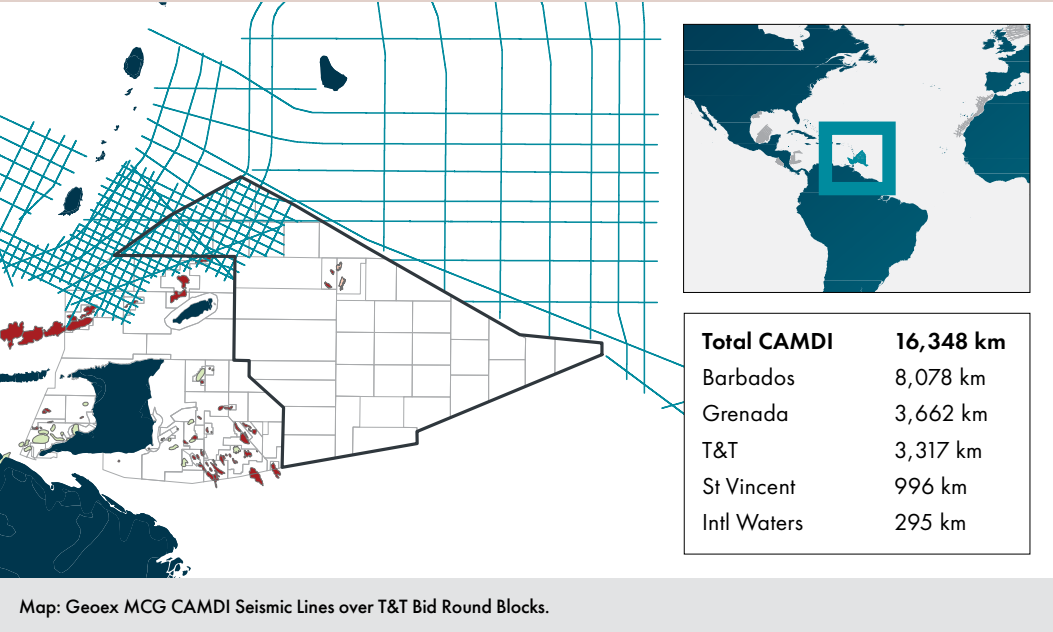 Total CAMDI 16,348 km
Barbados 8,078 km
Grenada 3,662 km
T&T 3,317 km
St Vincent 996 km
Intl Waters 295 km
Map: Geoex MCG CAMDI Seismic Lines over T&T Bid Round Blocks.